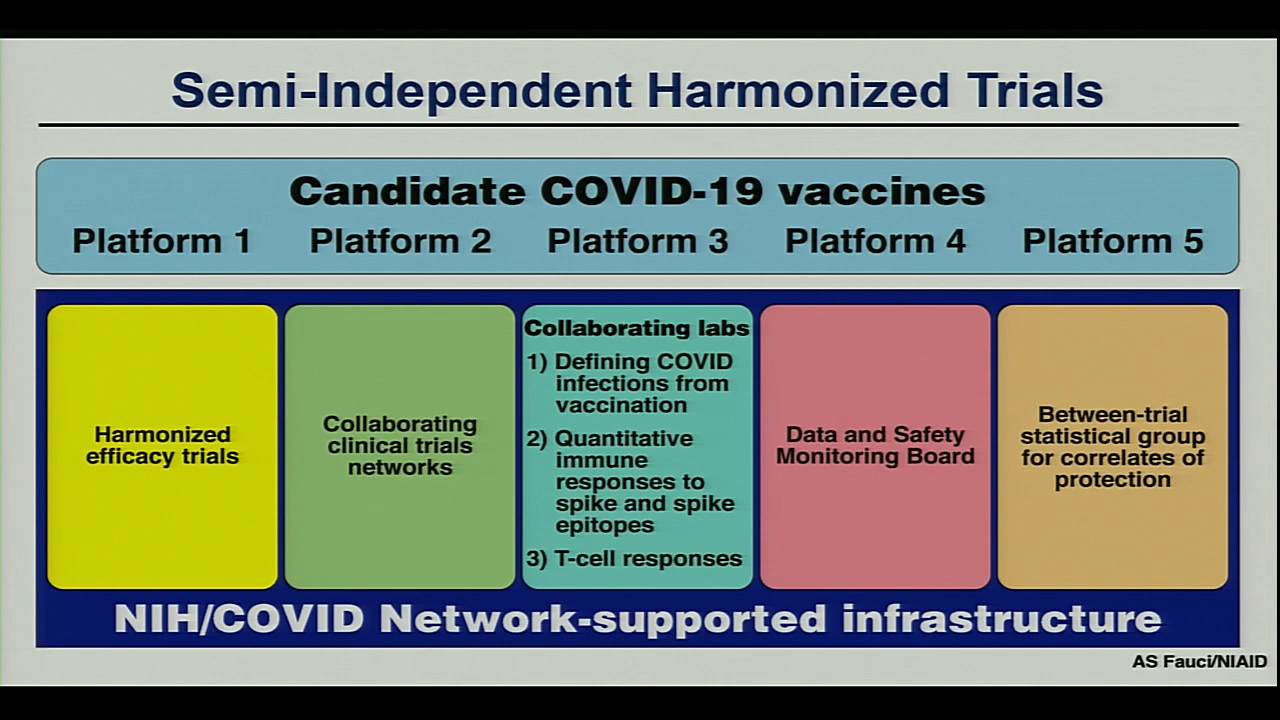 Semi-Independent Harmonized Trials
Candidate COVID-19 vaccines
Platform 1
Platform 2
Platform 3
Platform 4
Platform 5
Harmonized
efficacy trials
Collaborating
clinical trials
networks
Collaborating labs
1) Defining COVID
infections from
vaccination
2) Quantitative
immune
responses to
spike and spike
epitopes
3) T-cell responses
Data and Safety
Monitoring Board
Between-trial
statistical group
for correlates of
protection
NIH/COVID Network-supported infrastructure
AS Fauci/NIAID